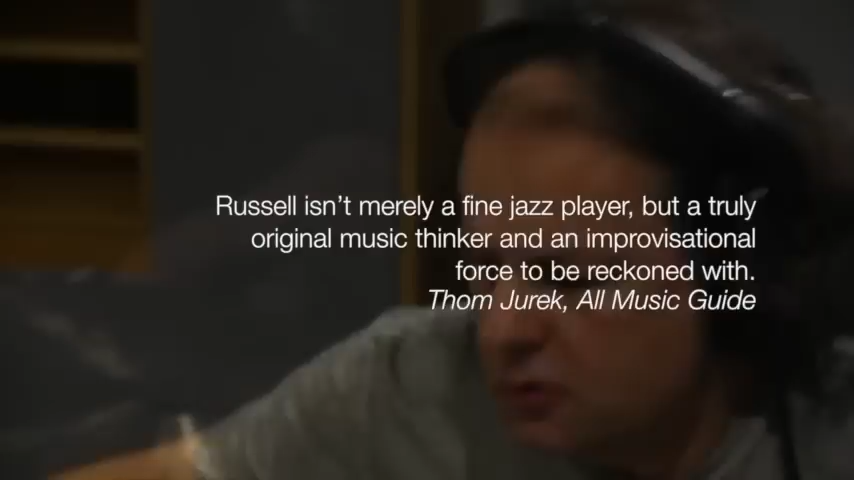 Russell isn’t merely a fine jazz player, but a truly
original music thinker and an improvisational
force to be reckoned with.
Thom Jurek, All Music Guide